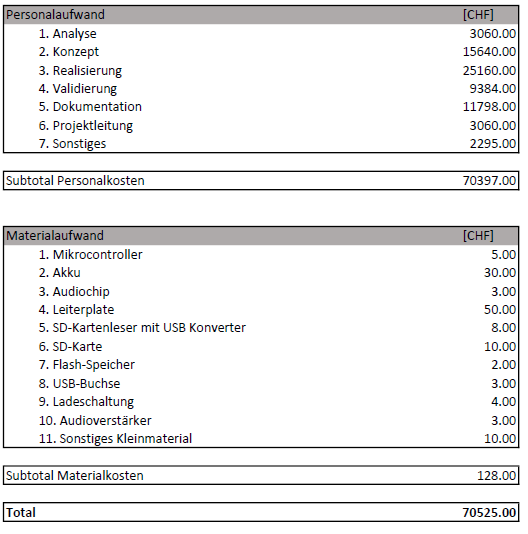 Personalaufwand [CHF]
1. Analyse 3060.00
2. Konzept 15640.00
3. Realisierung 25160.00
4. Validierung 9384.00
5. Dokumentation 11798.00
6. Projektleitung 3060.00
7. Sonstiges 2295.00
Subtotal Personalkosten 70397.00
Materialaufwand [CHF]
1. Mikrocontroller 5.00
2. Akku 30.00
3. Audiochip 3.00
4. Leiterplate 50.00
5. SD-Kartenleser mit USB Konverter 8.00
6. SD-Karte 10.00
7. Flash-Speicher 2.00
8. USB-Buchse 3.00
9. Ladeschaltung 4.00
10. Audioverstärker 3.00
11. Sonstiges Kleinmaterial 10.00
Subtotal Materialkosten 128.00
Total 70525.00